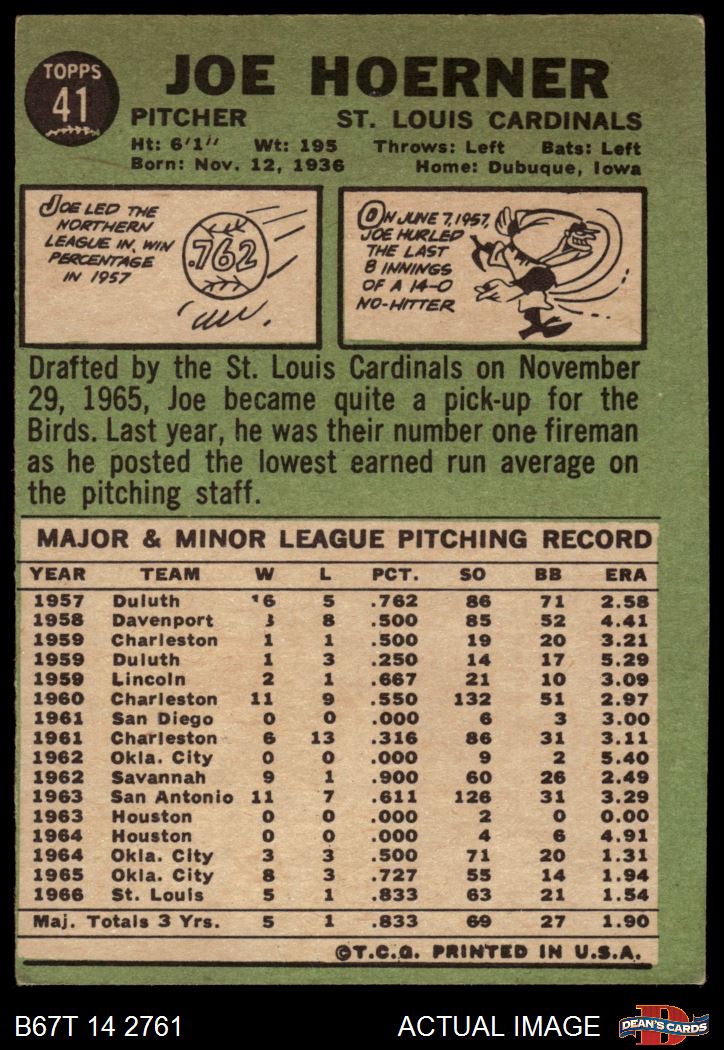 TOPPS
41
JOE HOERNER
PITCHER ST. LOUIS CARDINALS
Ht: 6'1" Wt: 195 Throws: Left Bats: Left
Born: Nov. 12, 1936 Home: Dubuque, Iowa
JOE LED THE
NORTHERN
LEAGUE IN WIN
PERCENTAGE
IN 1957
.762
ON JUNE 7, 1957,
JOE HURLED
THE LAST
8 INNINGS
OF A 14-0
NO-HITTER
Drafted by the St. Louis Cardinals on November
29, 1965, Joe became quite a pick-up for the
Birds. Last year, he was their number one fireman
as he posted the lowest earned run average on
the pitching staff.
MAJOR & MINOR LEAGUE PITCHING RECORD
YEAR TEAM W L PCT. SO BB ERA
1957 Duluth 16 5 .762 86 71 2.58
1958 Davenport 8 .500 85 52 4.41
1959 Charleston 1 1 .500 19 20 3.21
1959 Duluth 1 3 .250 14 17 5.29
1959 Lincoln 2 1 .667 21 10 3.09
1960 Charleston 11 9 .550 132 51 2.97
1961 San Diego 0 0 .000 6 3 3.00
1961 Charleston 6 13 .316 86 31 3.11
1962 Okla. City 0 0 .000 9 2 5.40
1962 Savannah 9 1 .900 60 26 2.49
1963 San Antonio 11 7 .611 126 31 3.29
1963 Houston 0 0 .000 2 0 0.00
1964 Houston 0 0 .000 4 6 4.91
1964 Okla. City 3 3 .500 71 20 1.31
1965 Okla. City 8 3 .727 55 14 1.94
1966 St. Louis 5 1 .833 63 21 1.54
Maj. Totals 3 Yrs. 5 1 .833 69 27 1.90
©T.C.G. PRINTED IN U.S.A.
B67T 14 2761 ACTUAL IMAGE
D
DEAN'S CARDS